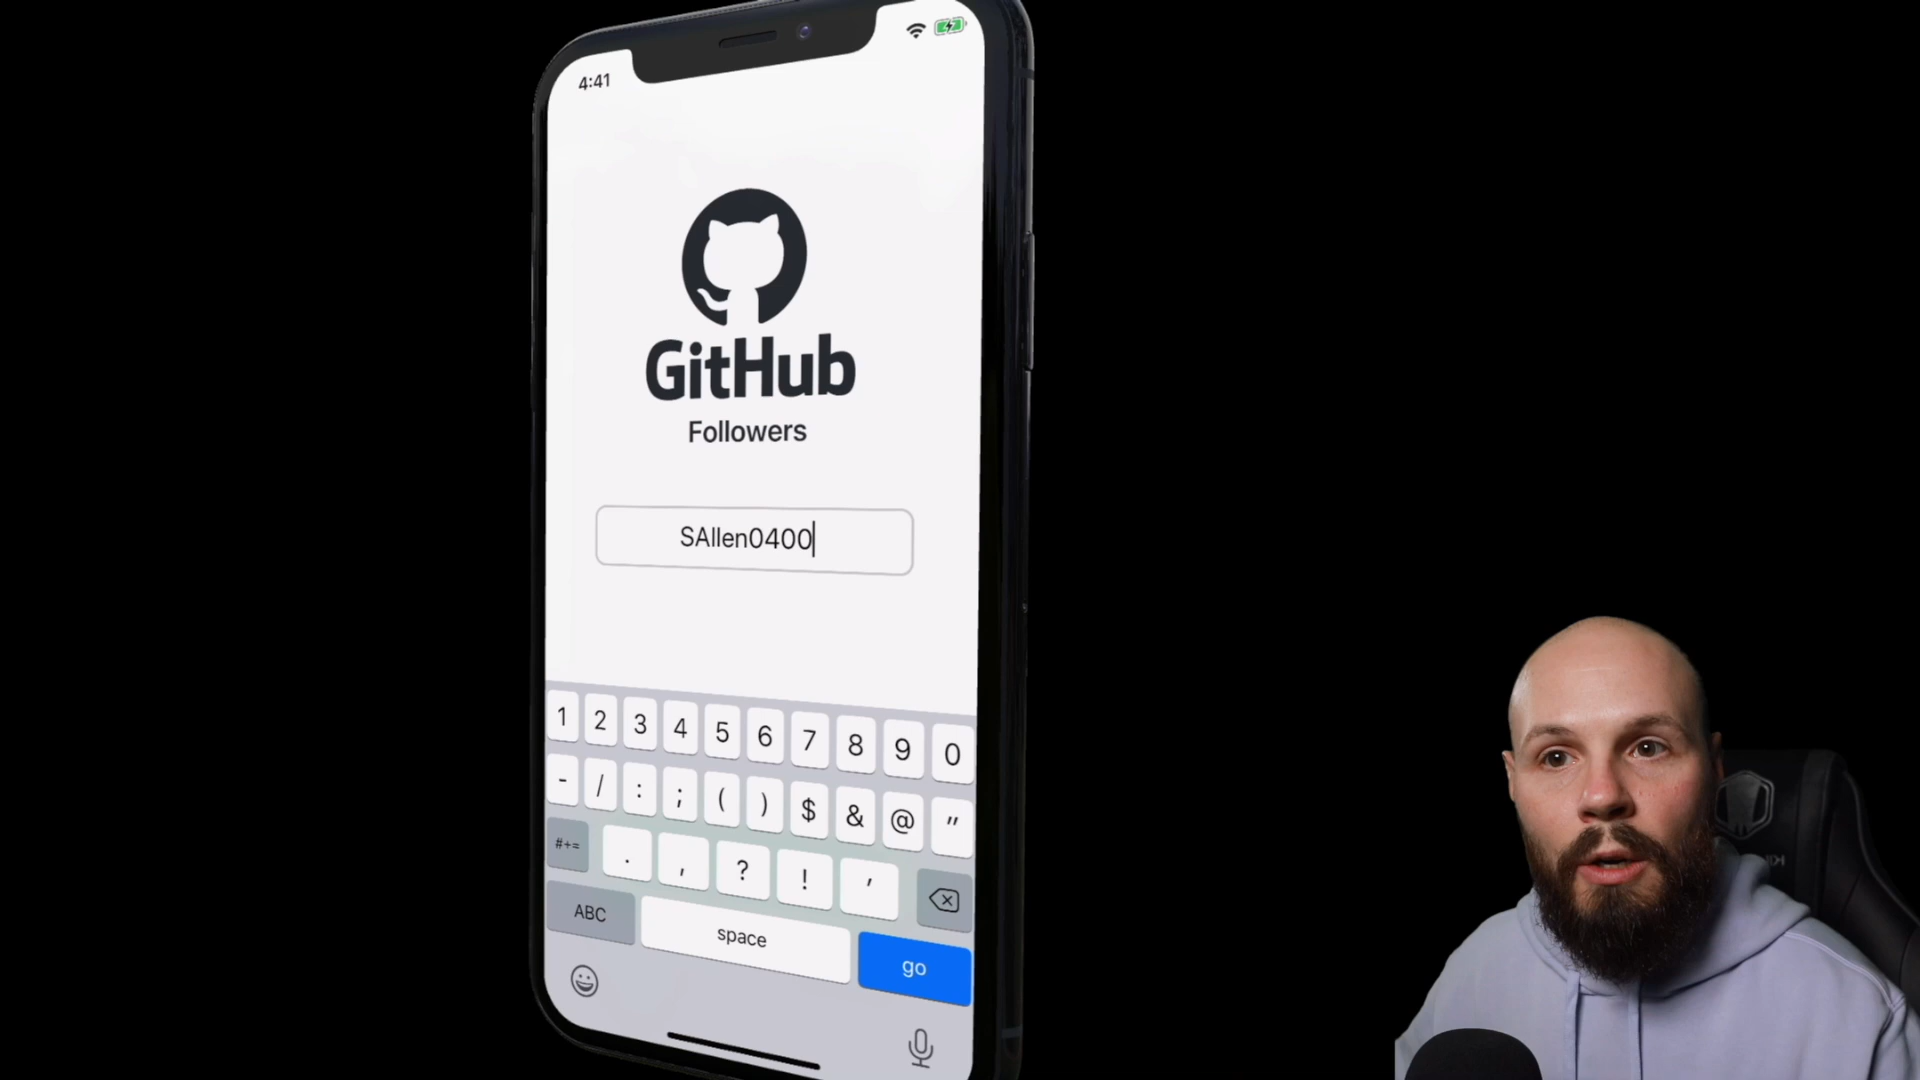 4:41
GitHub
Followers
SAllen0400
1 2 3 4 5 6 7 8 9 0
- / : ; ( ) $ & @ "
#+= . , ? ! '
ABC space go